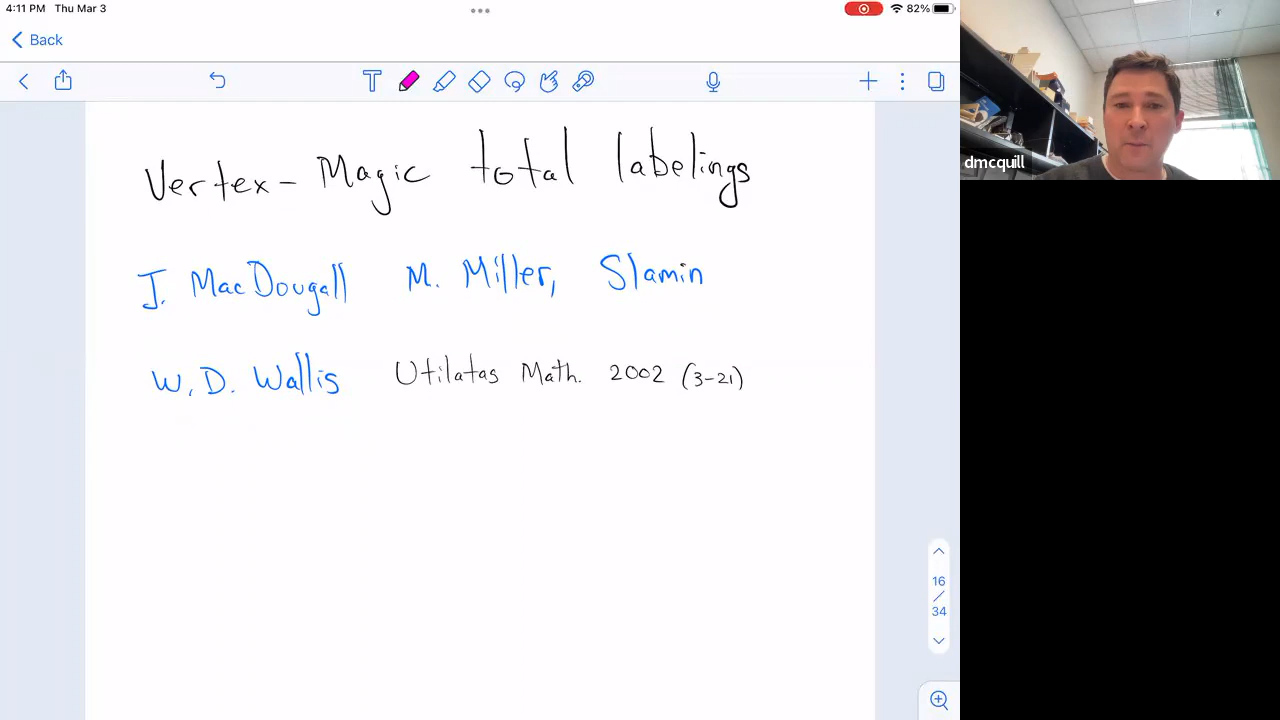 4:11 PM Thu Mar 3
82%
Back
Vertex-Magic total labelings
J. MacDougall M. Miller, Slamin
W. D. Wallis Utilatas Math. 2002 (3-21)
16
/
34
dmcquill